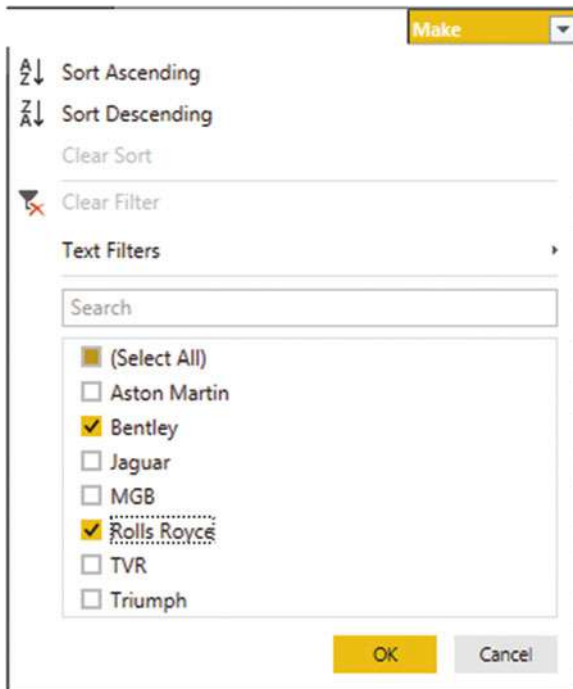 Make
Sort Ascending
Sort Descending
Clear Sort
Clear Filter
Text Filters
Search
(Select All)
Aston Martin
Bentley
Jaguar
MGB
Rolls Royce
TVR
Triumph
OK Cancel